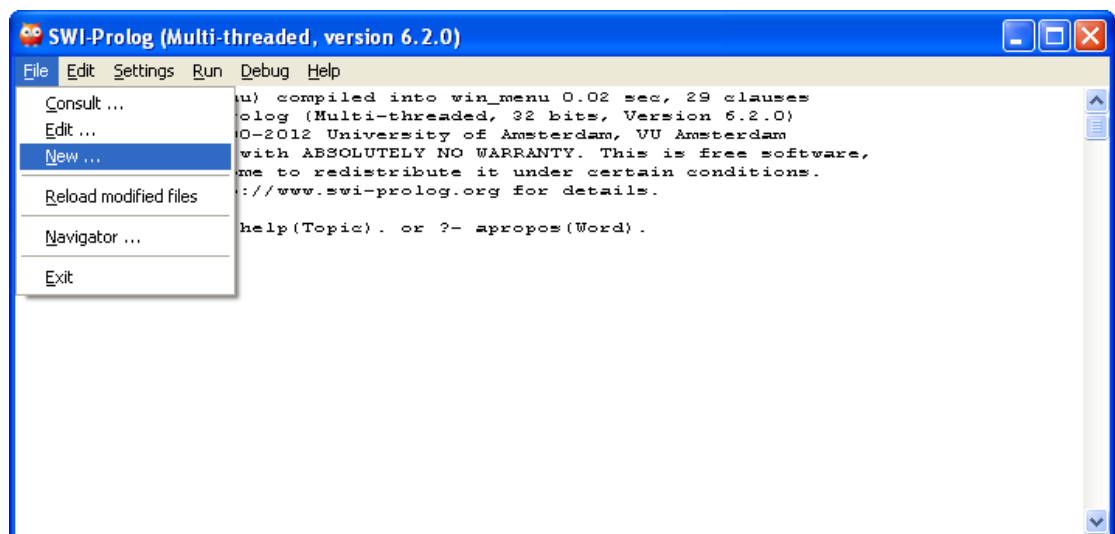 SWI-Prolog (Multi-threaded, version 6.2.0)
File Edit Settings Run Debug Help
Consult ...
Edit ...
New ...
Reload modified files
Navigator ...
Exit
) compiled into win_menu 0.02 sec, 29 clauses
olog (Multi-threaded, 32 bits, Version 6.2.0)
0-2012 University of Amsterdam, VU Amsterdam
with ABSOLUTELY NO WARRANTY. This is free software,
me to redistribute it under certain conditions.
://www.swi-prolog.org for details.
help(Topic). or ?- apropos(Word).